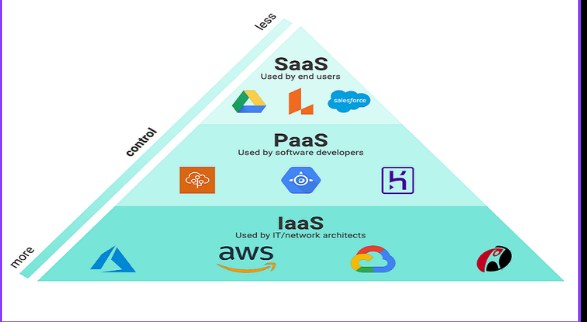 less
SaaS
Used by end users
salesforce
control
PaaS
Used by software developers
IaaS
Used by IT/network architects
more
aws